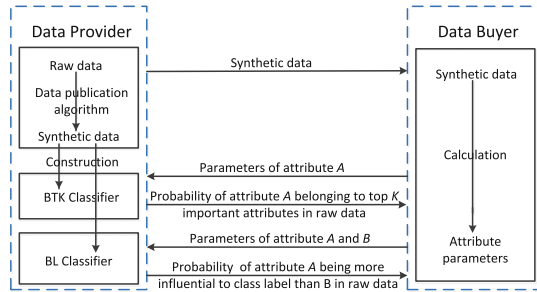 Data Provider
Raw data
Data publication
algorithm
Synthetic data
Construction
BTK Classifier
BL Classifier
Synthetic data
Parameters of attribute A
Probability of attribute A belonging to top K
important attributes in raw data
Parameters of attribute A and B
Probability of attribute A being more
influential to class label than B in raw data
Data Buyer
Synthetic data
Calculation
Attribute
parameters